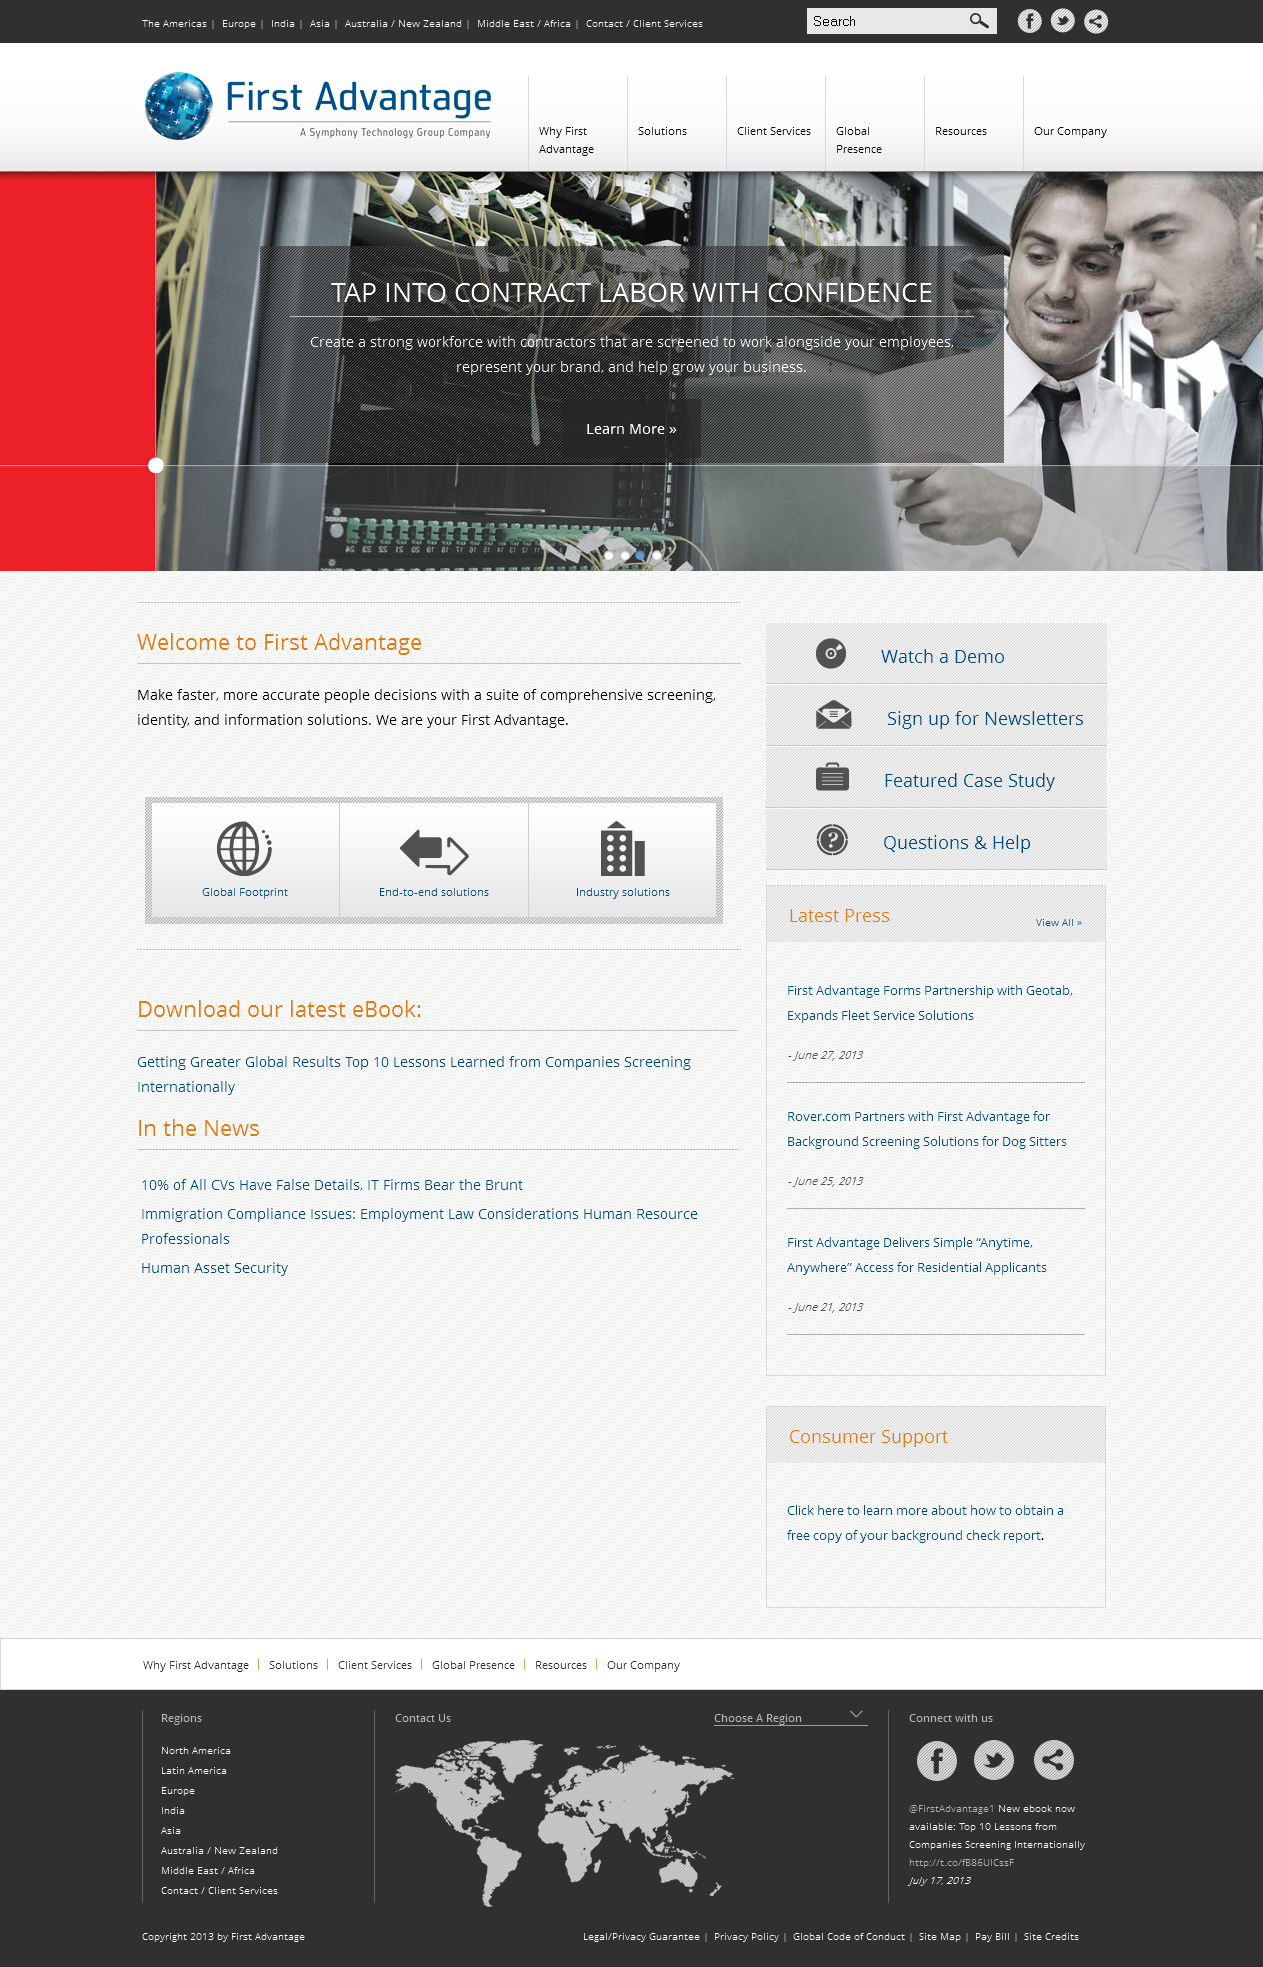 The Americas | Europe | India | Asia | Australia / New Zealand | Middle East / Africa | Contact / Client Services
Search
First Advantage
A Symphony Technology Group Company
Why First
Advantage
Solutions
Client Services
Global
Presence
Resources
Our Company
TAP INTO CONTRACT LABOR WITH CONFIDENCE
Create a strong workforce with contractors that are screened to work alongside your employees,
represent your brand, and help grow your business.
Learn More »
Welcome to First Advantage
Make faster, more accurate people decisions with a suite of comprehensive screening,
identity, and information solutions. We are your First Advantage.
Global Footprint
End-to-end solutions
Industry solutions
Download our latest eBook:
Getting Greater Global Results Top 10 Lessons Learned from Companies Screening
Internationally
In the News
10% of All CVs Have False Details, IT Firms Bear the Brunt
Immigration Compliance Issues: Employment Law Considerations Human Resource
Professionals
Human Asset Security
Watch a Demo
Sign up for Newsletters
Featured Case Study
Questions & Help
Latest Press
View All »
First Advantage Forms Partnership with Geotab,
Expands Fleet Service Solutions
- June 27, 2013
Rover.com Partners with First Advantage for
Background Screening Solutions for Dog Sitters
- June 25, 2013
First Advantage Delivers Simple “Anytime,
Anywhere” Access for Residential Applicants
- June 21, 2013
Consumer Support
Click here to learn more about how to obtain a
free copy of your background check report.
Why First Advantage | Solutions | Client Services | Global Presence | Resources | Our Company
Regions
North America
Latin America
Europe
India
Asia
Australia / New Zealand
Middle East / Africa
Contact / Client Services
Contact Us
Choose A Region
Connect with us
@FirstAdvantage1 New ebook now
available: Top 10 Lessons from
Companies Screening Internationally
http://t.co/fB86UICssF
July 17, 2013
Copyright 2013 by First Advantage
Legal/Privacy Guarantee | Privacy Policy | Global Code of Conduct | Site Map | Pay Bill | Site Credits